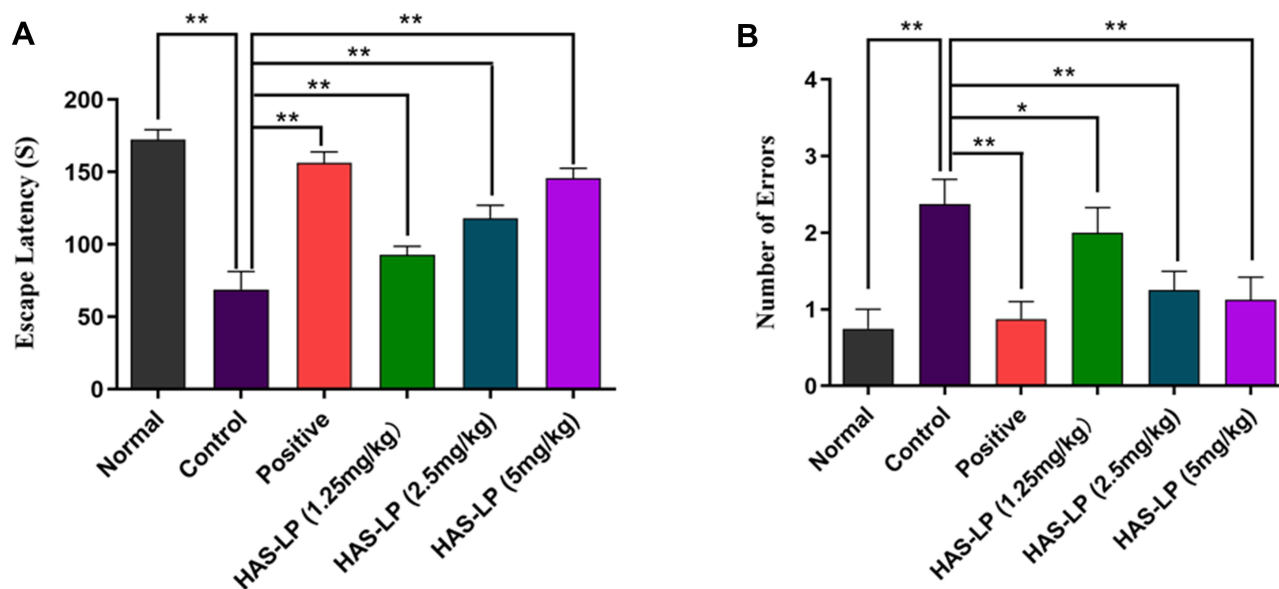 A
**
**
**
**
**
Escape Latency (S)
200
150
100
50
0
Normal
Control
Positive
HAS-LP (1.25mg/kg）
HAS-LP (2.5mg/kg)
HAS-LP (5mg/kg)
B
**
**
**
*
**
Number of Errors
4
3
2
1
0
Normal
Control
Positive
HAS-LP (1.25mg/kg）
HAS-LP (2.5mg/kg)
HAS-LP (5mg/kg)